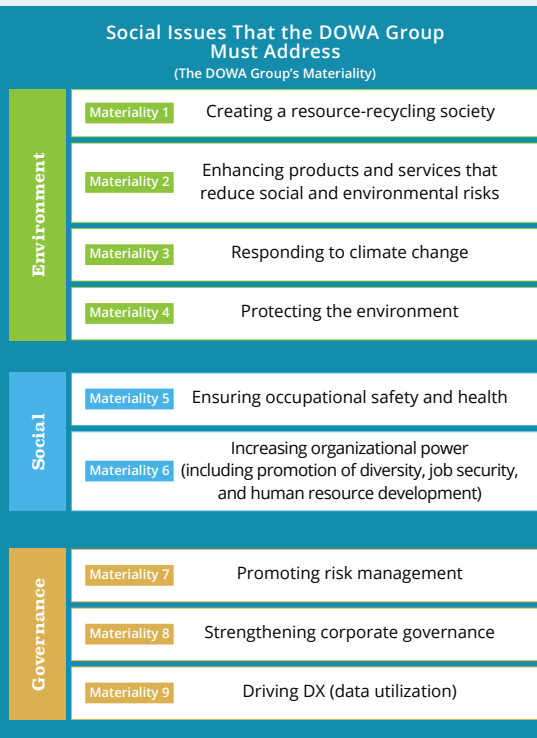 Social Issues That the DOWA Group
Must Address
(The DOWA Group's Materiality)
Environment
Materiality 1
Creating a resource-recycling society
Materiality 2
Enhancing products and services that
reduce social and environmental risks
Materiality 3
Responding to climate change
Materiality 4
Protecting the environment
Social
Materiality 5
Ensuring occupational safety and health
Materiality 6
Increasing organizational power
(including promotion of diversity, job security,
and human resource development)
Governance
Materiality 7
Promoting risk management
Materiality 8
Strengthening corporate governance
Materiality 9
Driving DX (data utilization)